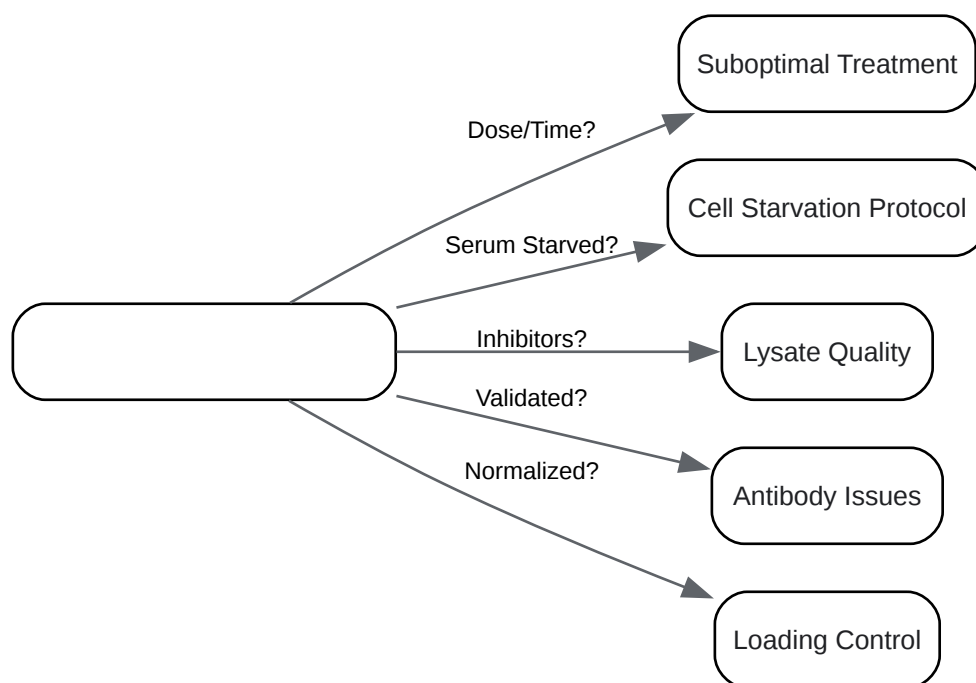 Suboptimal Treatment
Dose/Time?
Cell Starvation Protocol
Serum Starved?
Inhibitors?
Lysate Quality
Validated?
Antibody Issues
Normalized?
Loading Control